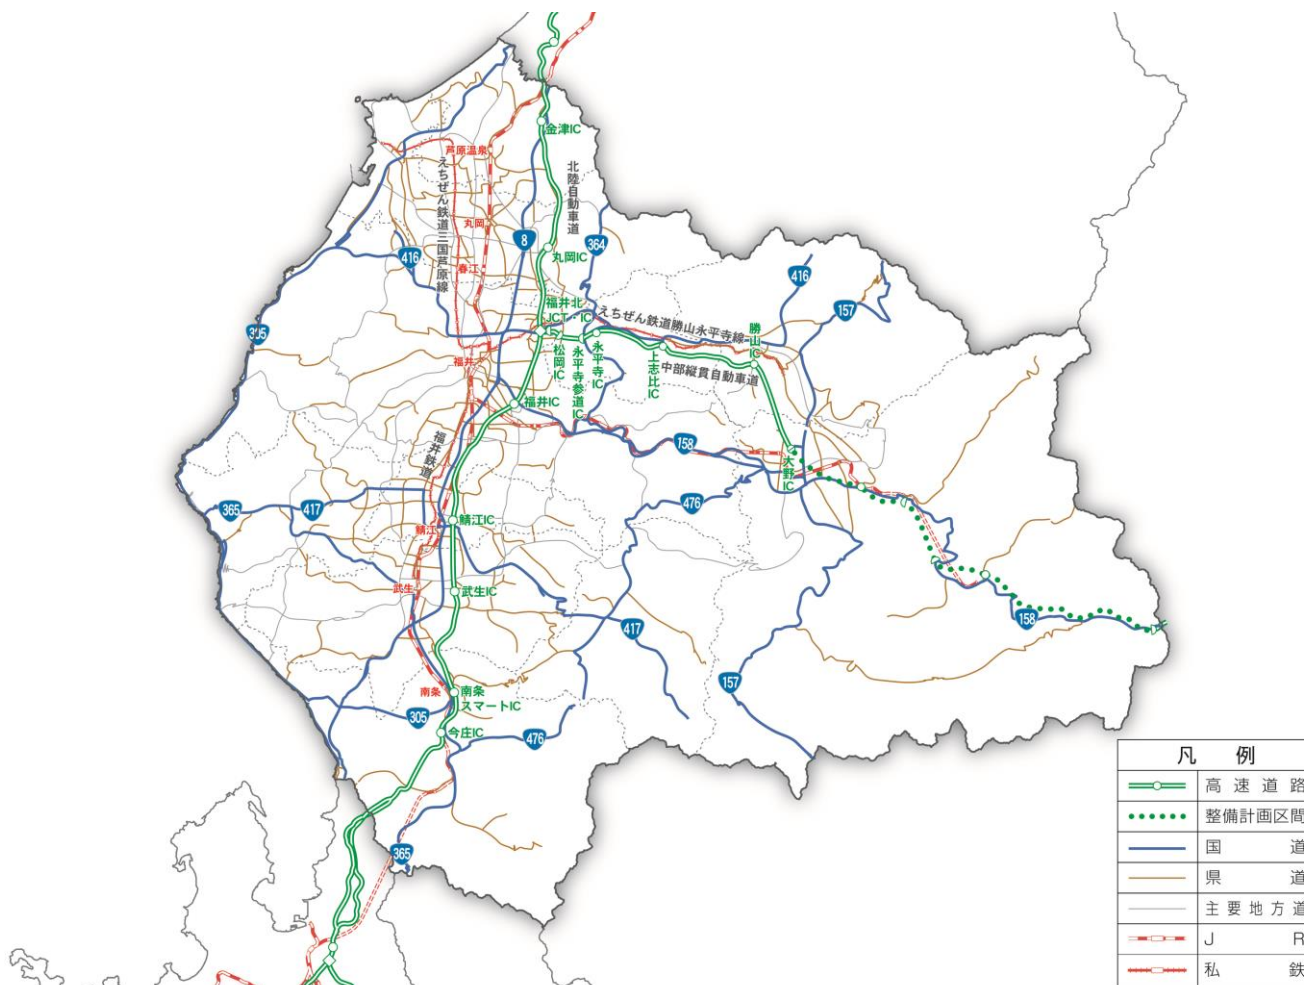 金津IC
芦原温泉
えちぜん鉄道三国芦原線
北陸自動車道
丸岡
8
364
416
丸岡IC
春江
416
157
福井北
JCT・IC
えちぜん鉄道勝山永平寺線
305
勝山IC
福井
松岡IC
永平寺参道IC
永平寺IC
上志比IC
中部縦貫自動車道
福井IC
福井鉄道
158
大野IC
365
417
476
鯖江
鯖江IC
武生
武生IC
158
417
157
南条
南条
スマートIC
305
今庄IC
476
365
凡例
高速道路
整備計画区間
国道
県道
主要地方道
JR
私鉄